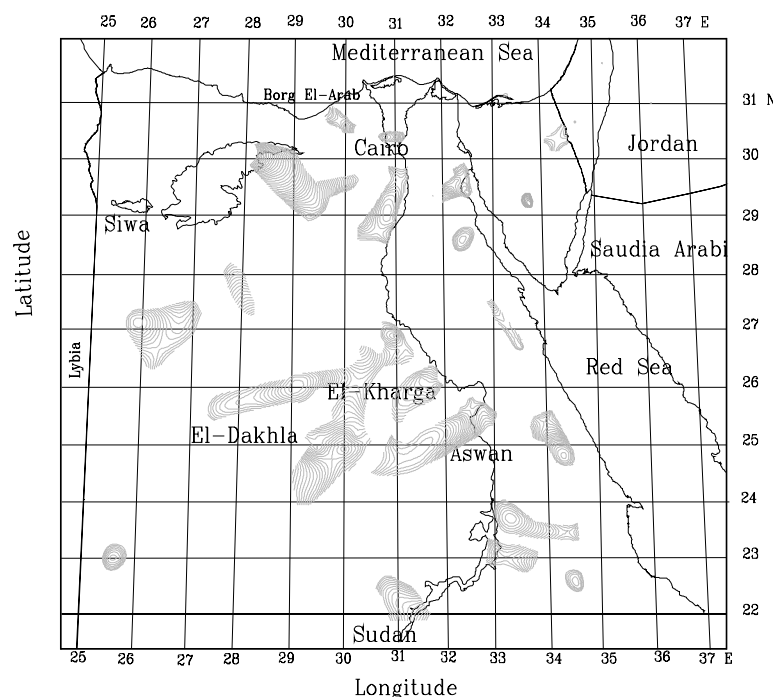 25 26 27 28 29 30 31 32 33 34 35 36 37 E
Mediterranean Sea
Borg El-Arab
31 N
Cairo
Jordan
30
Siwa
29
Saudia Arabi
28
Latitude
27
Lybia
Red Sea
El-Kharga
26
El-Dakhla
25
Aswan
24
23
22
Sudan
25 26 27 28 29 30 31 32 33 34 35 36 37 E
Longitude